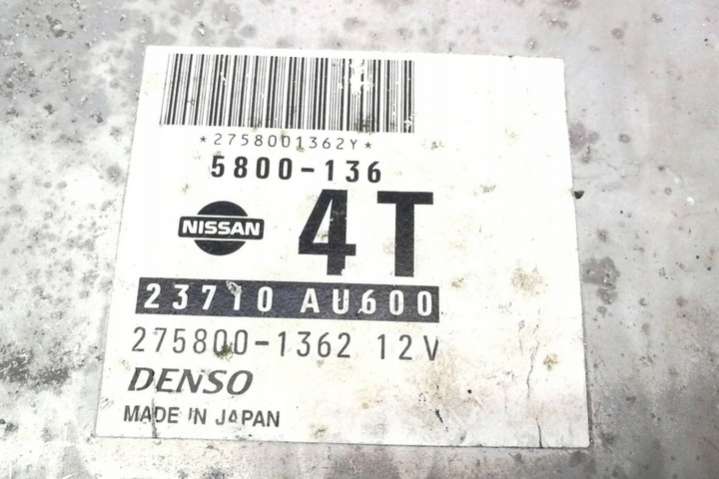 *2758001362Y*
5800-136
NISSAN 4T
23710 AU600
275800-1362 12V
DENSO
MADE IN JAPAN